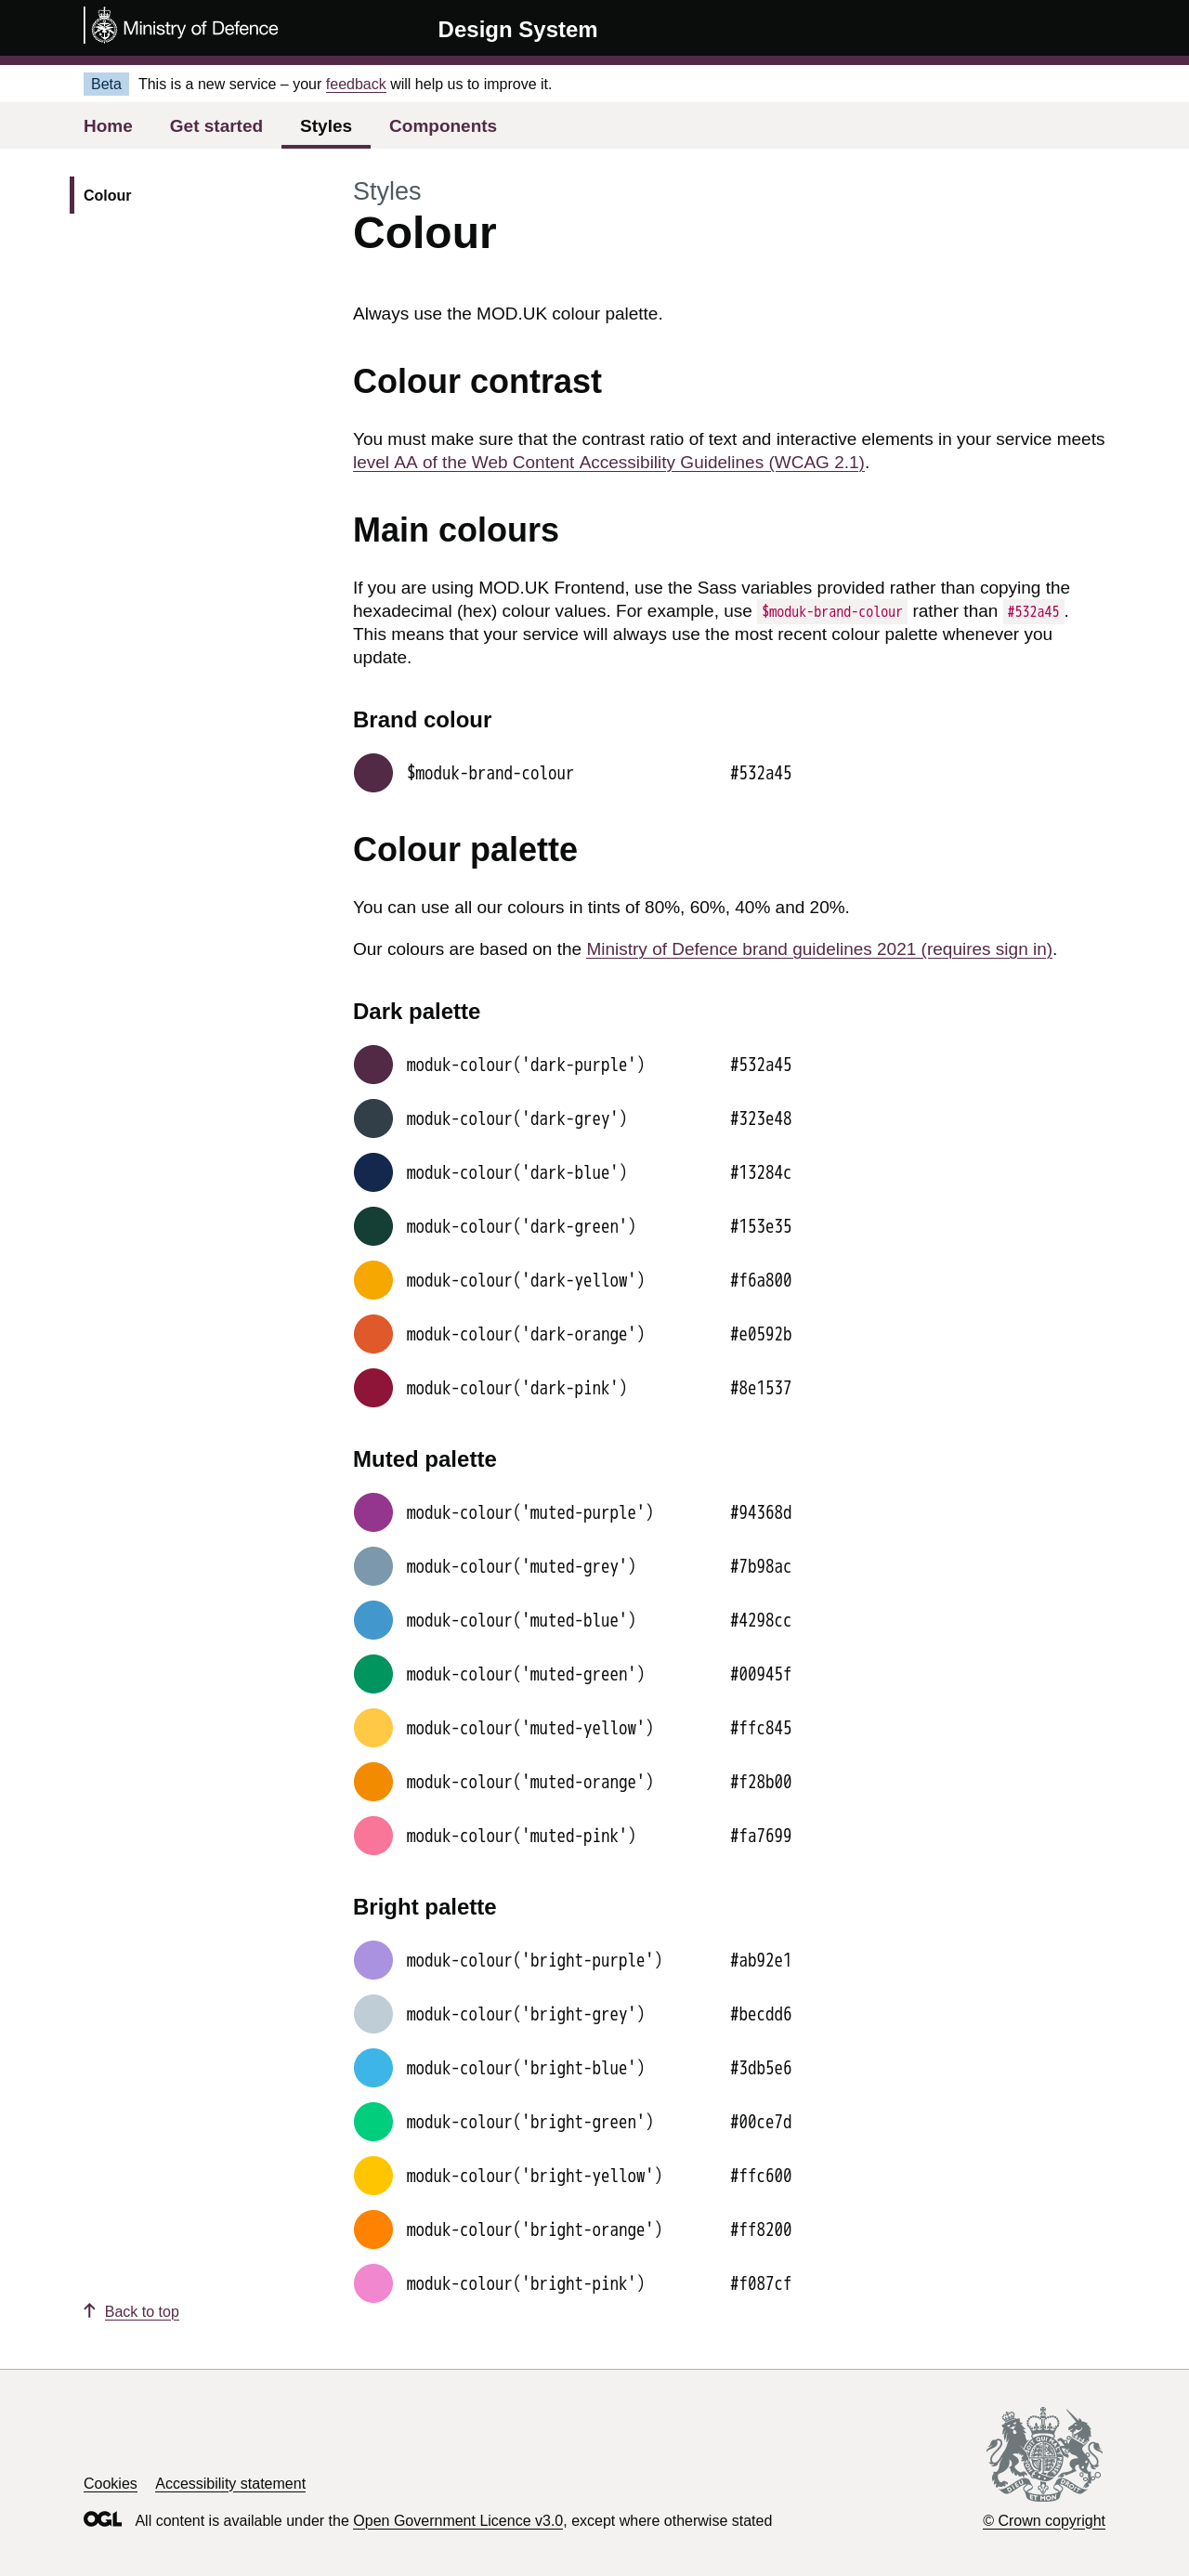 Ministry of Defence
Design System
Beta
This is a new service – your feedback will help us to improve it.
Home
Get started
Styles
Components
Colour
Styles
Colour
Always use the MOD.UK colour palette.
Colour contrast
You must make sure that the contrast ratio of text and interactive elements in your service meets
level AA of the Web Content Accessibility Guidelines (WCAG 2.1).
Main colours
If you are using MOD.UK Frontend, use the Sass variables provided rather than copying the
hexadecimal (hex) colour values. For example, use $moduk-brand-colour rather than #532a45.
This means that your service will always use the most recent colour palette whenever you
update.
Brand colour
$moduk-brand-colour #532a45
Colour palette
You can use all our colours in tints of 80%, 60%, 40% and 20%.
Our colours are based on the Ministry of Defence brand guidelines 2021 (requires sign in).
Dark palette
moduk-colour('dark-purple') #532a45
moduk-colour('dark-grey') #323e48
moduk-colour('dark-blue') #13284c
moduk-colour('dark-green') #153e35
moduk-colour('dark-yellow') #f6a800
moduk-colour('dark-orange') #e0592b
moduk-colour('dark-pink') #8e1537
Muted palette
moduk-colour('muted-purple') #94368d
moduk-colour('muted-grey') #7b98ac
moduk-colour('muted-blue') #4298cc
moduk-colour('muted-green') #00945f
moduk-colour('muted-yellow') #ffc845
moduk-colour('muted-orange') #f28b00
moduk-colour('muted-pink') #fa7699
Bright palette
moduk-colour('bright-purple') #ab92e1
moduk-colour('bright-grey') #becdd6
moduk-colour('bright-blue') #3db5e6
moduk-colour('bright-green') #00ce7d
moduk-colour('bright-yellow') #ffc600
moduk-colour('bright-orange') #ff8200
moduk-colour('bright-pink') #f087cf
Back to top
Cookies
Accessibility statement
OGL
All content is available under the Open Government Licence v3.0, except where otherwise stated
DIEU ET MON DROIT
© Crown copyright